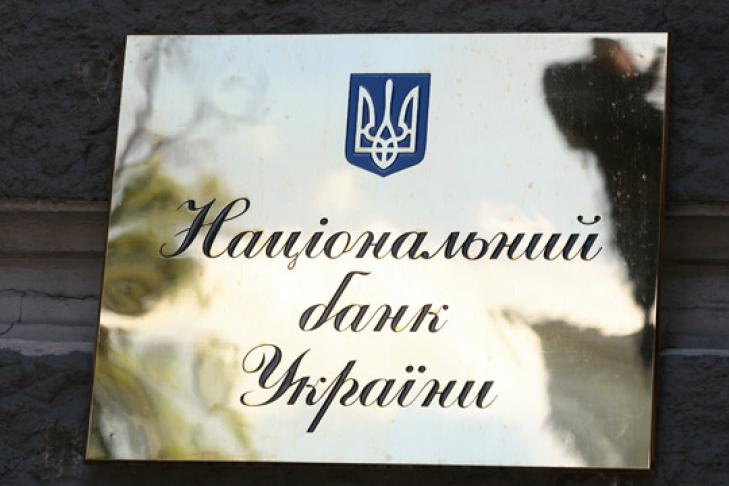 Національний
банк
України